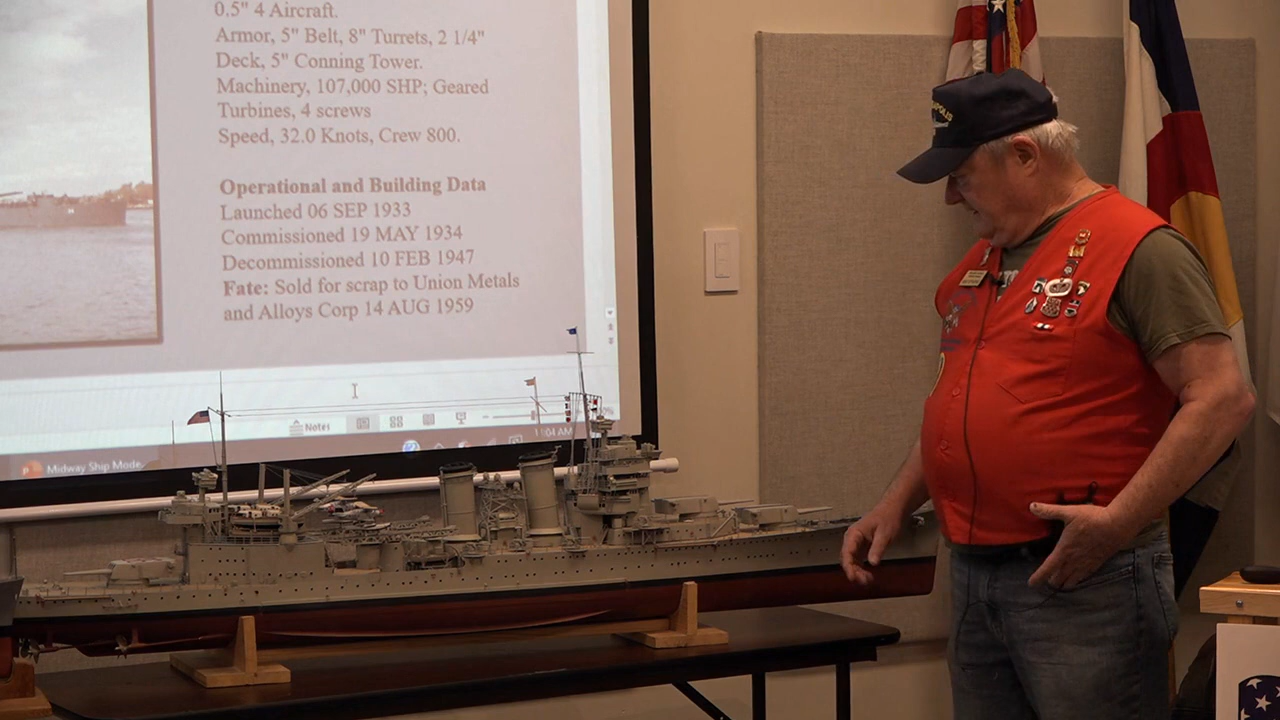 0.5" 4 Aircraft.
Armor, 5" Belt, 8" Turrets, 2 1/4"
Deck, 5" Conning Tower.
Machinery, 107,000 SHP; Geared
Turbines, 4 screws
Speed, 32.0 Knots, Crew 800.
Operational and Building Data
Launched 06 SEP 1933
Commissioned 19 MAY 1934
Decommissioned 10 FEB 1947
Fate: Sold for scrap to Union Metals
and Alloys Corp 14 AUG 1959
Notes
11:04 AM
Midway Ship Mode